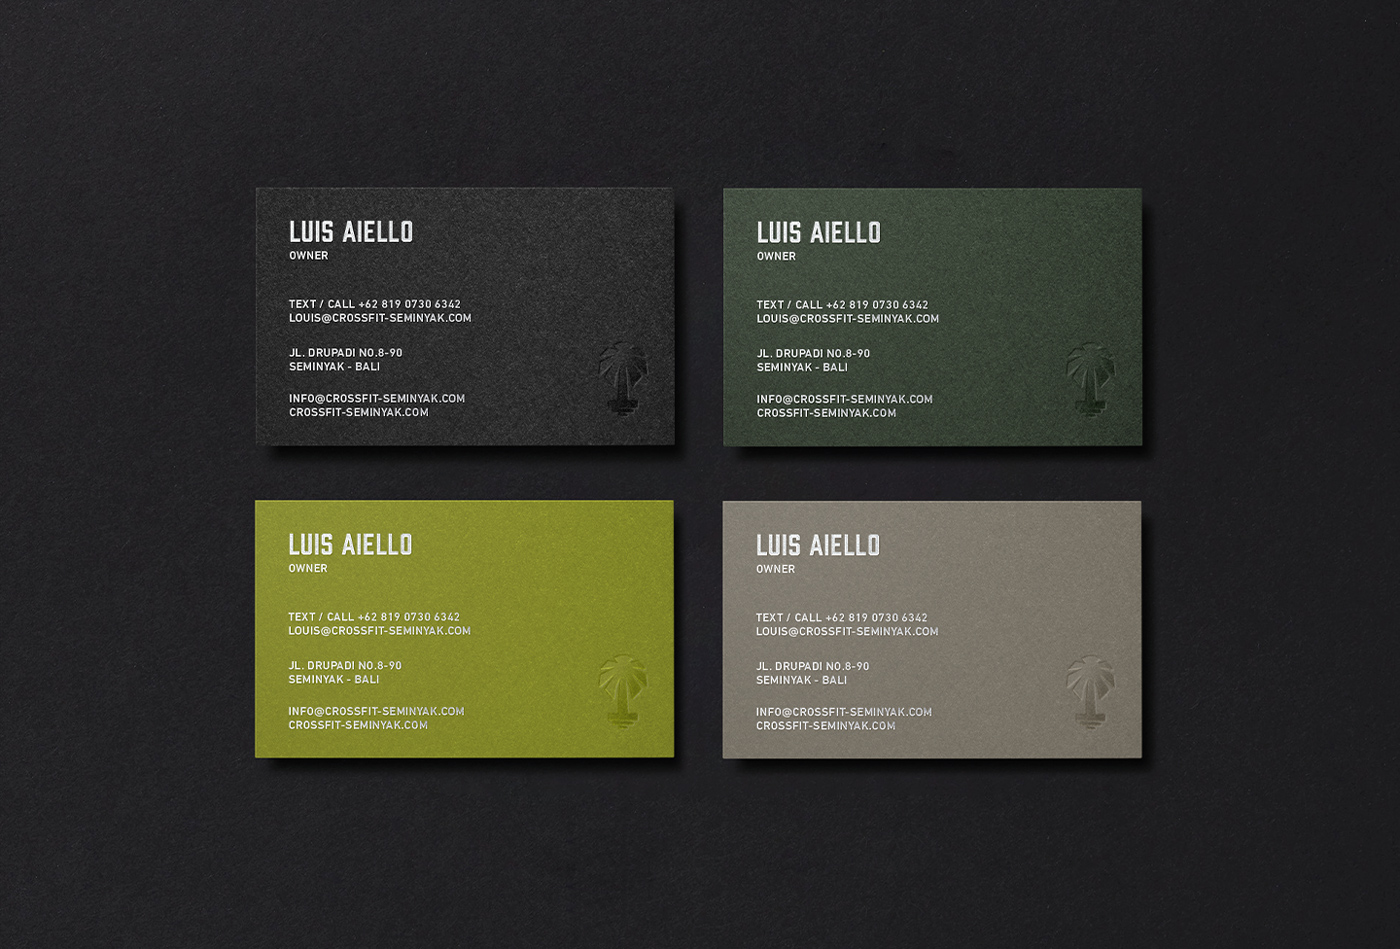 LUIS AIELLO
OWNER
TEXT / CALL +62 819 0730 6342
LOUIS@CROSSFIT-SEMINYAK.COM
JL. DRUPADI NO.8-90
SEMINYAK - BALI
INFO@CROSSFIT-SEMINYAK.COM
CROSSFIT-SEMINYAK.COM
LUIS AIELLO
OWNER
TEXT / CALL +62 819 0730 6342
LOUIS@CROSSFIT-SEMINYAK.COM
JL. DRUPADI NO.8-90
SEMINYAK - BALI
INFO@CROSSFIT-SEMINYAK.COM
CROSSFIT-SEMINYAK.COM
LUIS AIELLO
OWNER
TEXT / CALL +62 819 0730 6342
LOUIS@CROSSFIT-SEMINYAK.COM
JL. DRUPADI NO.8-90
SEMINYAK - BALI
INFO@CROSSFIT-SEMINYAK.COM
CROSSFIT-SEMINYAK.COM
LUIS AIELLO
OWNER
TEXT / CALL +62 819 0730 6342
LOUIS@CROSSFIT-SEMINYAK.COM
JL. DRUPADI NO.8-90
SEMINYAK - BALI
INFO@CROSSFIT-SEMINYAK.COM
CROSSFIT-SEMINYAK.COM